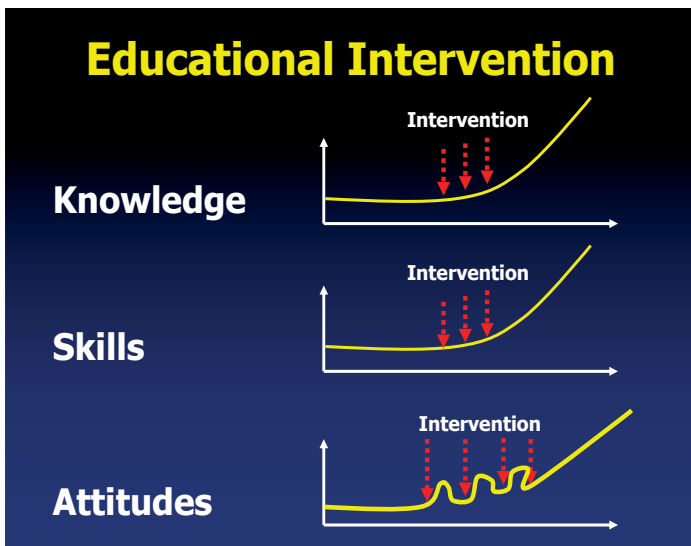 Educational Intervention
Intervention
Knowledge
Intervention
Skills
Intervention
Attitudes